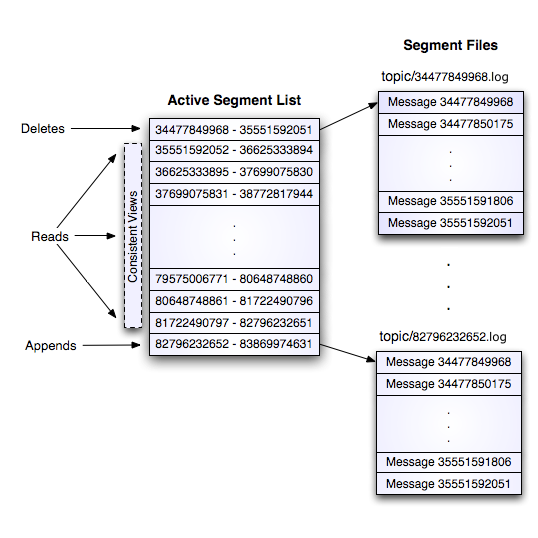 Segment Files
topic/34477849968.log
Active Segment List
Message 34477849968
Message 34477850175
.
.
.
Message 35551591806
Message 35551592051
Deletes
34477849968 - 35551592051
35551592052 - 36625333894
36625333895 - 37699075830
37699075831 - 38772817944
.
.
.
79575006771 - 80648748860
80648748861 - 81722490796
81722490797 - 82796232651
82796232652 - 83869974631
Reads
Consistent Views
Appends
.
.
.
topic/82796232652.log
Message 34477849968
Message 34477850175
.
.
.
Message 35551591806
Message 35551592051